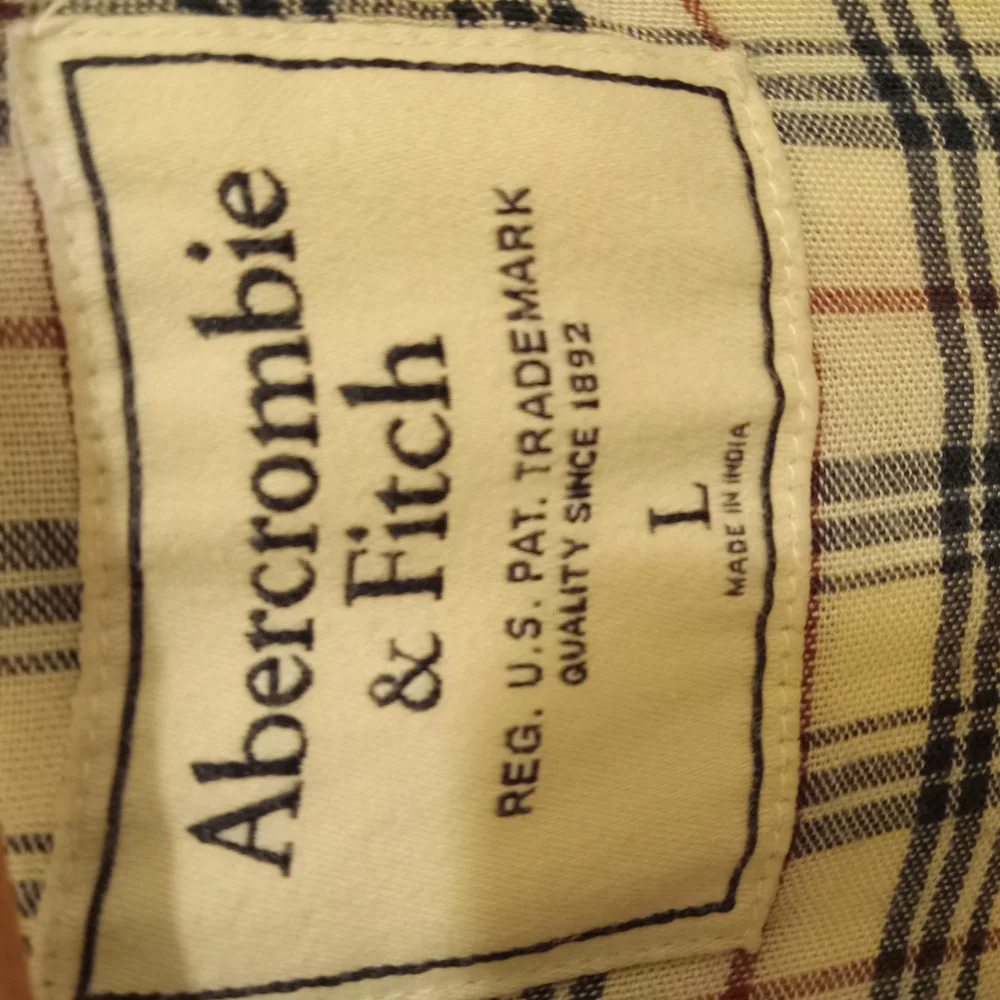 Abercrombie
& Fitch
REG. U.S. PAT. TRADEMARK
QUALITY SINCE 1892
L
MADE IN INDIA